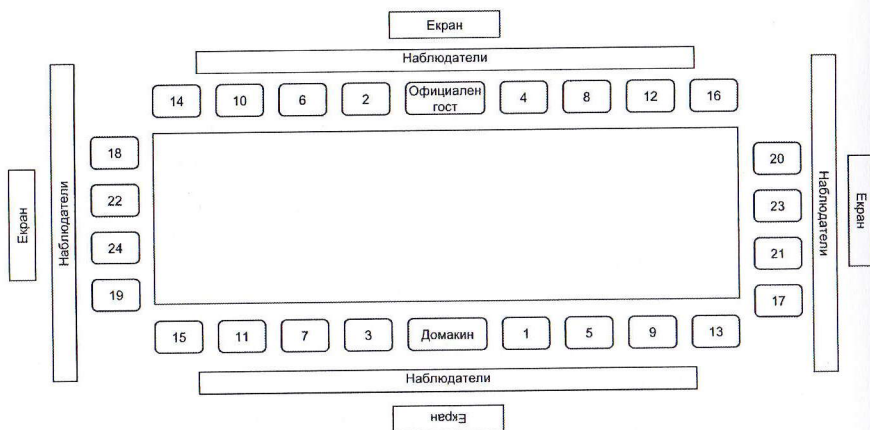 Екран
Наблюдатели
14 10 6 2 Официален гост 4 8 12 16
18 20
22 23
24 21
19 17
Екран
Наблюдатели
Наблюдатели
Екран
15 11 7 3 Домакин 1 5 9 13
Наблюдатели
Екран